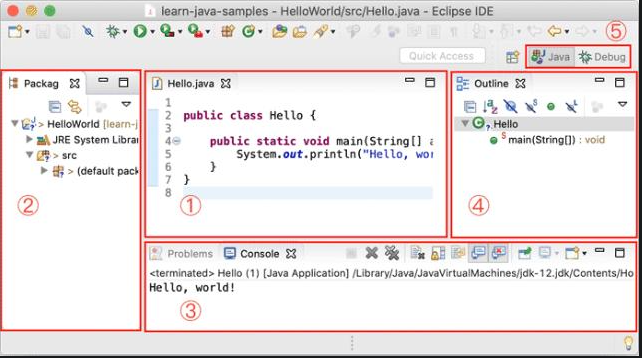 learn-java-samples - HelloWorld/src/Hello.java - Eclipse IDE
Quick Access
Java
Debug
⑤
Packag
HelloWorld [learn-j
JRE System Librar
src
(default pack
②
Hello.java
1
2 public class Hello {
3
4 public static void main(String[] a
5 System.out.println("Hello, wor
6 }
7 }
8
①
Outline
Hello
main(String[]) : void
④
Problems
Console
<terminated> Hello (1) [Java Application] /Library/Java/JavaVirtualMachines/jdk-12.jdk/Contents/Ho
Hello, world!
③